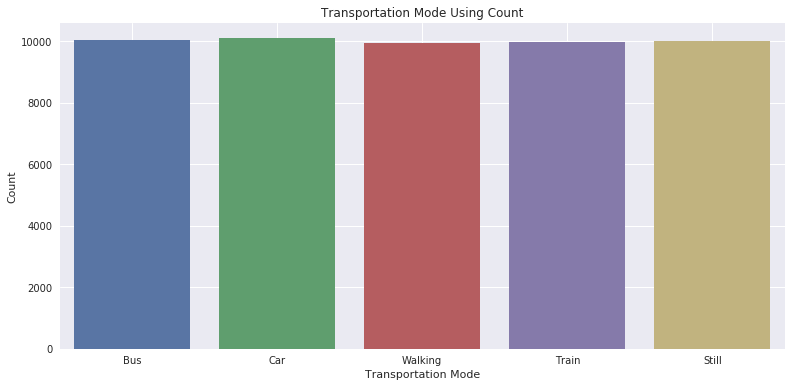 Transportation Mode Using Count
10000
8000
6000
4000
2000
0
Count
Bus Car Walking Train Still
Transportation Mode